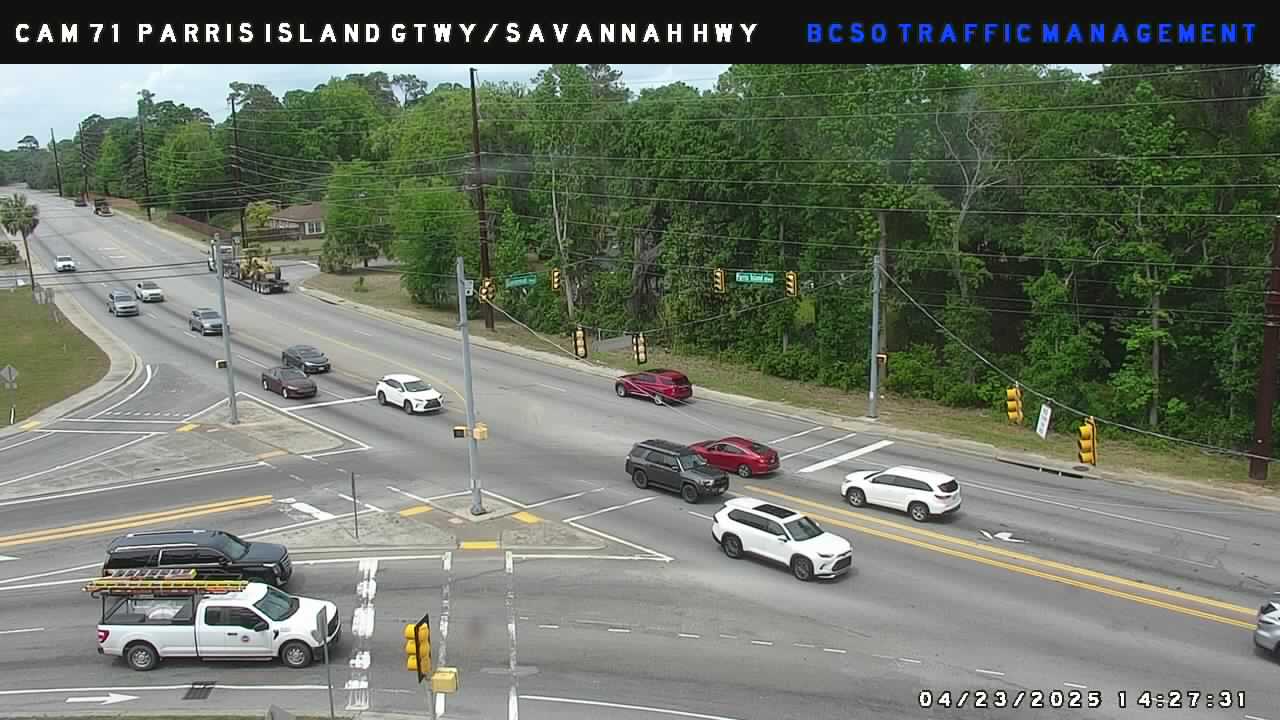 CAM 71 PARRIS ISLAND GTWY/SAVANNAH HWY BCSO TRAFFIC MANAGEMENT
04/23/2025 14:27:31